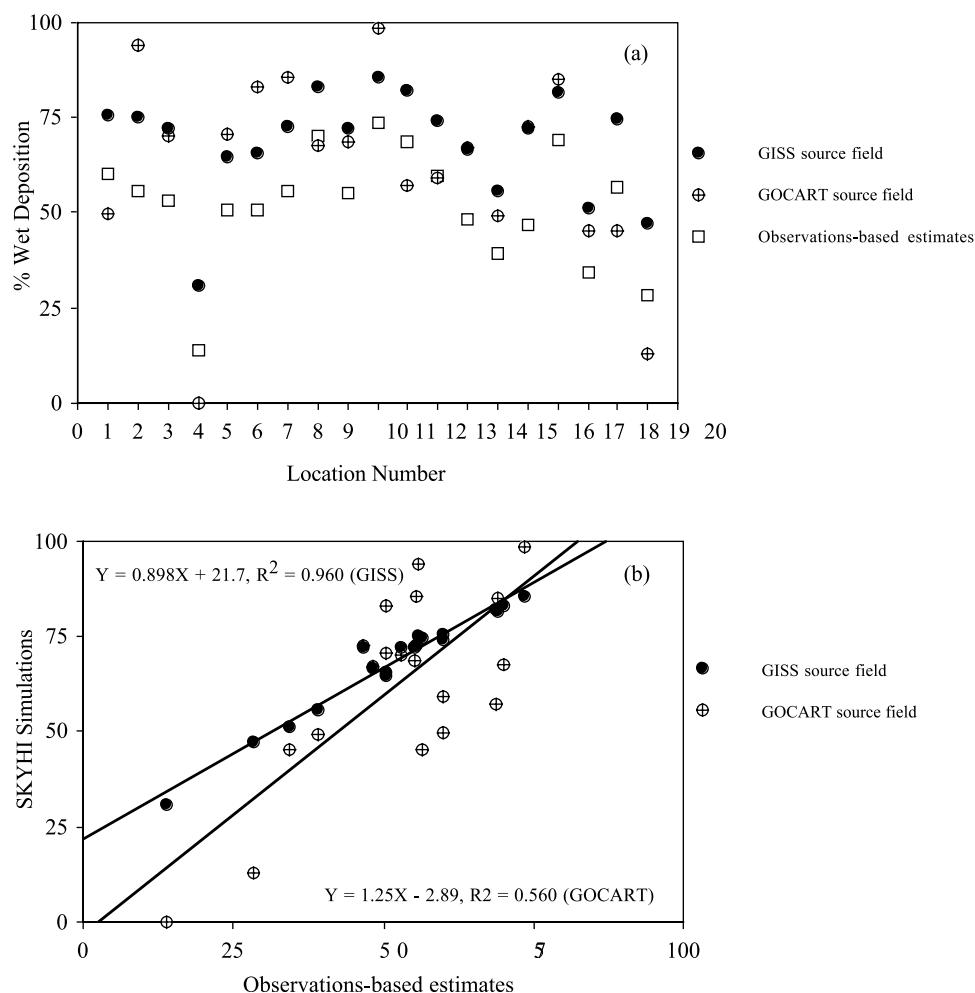 100
75
50
25
0
% Wet Deposition
(a)
0 1 2 3 4 5 6 7 8 9 10 11 12 13 14 15 16 17 18 19 20
Location Number
GISS source field
GOCART source field
Observations-based estimates
100
75
50
25
0
SKYHI Simulations
Y = 0.898X + 21.7, R2 = 0.960 (GISS)
(b)
Y = 1.25X - 2.89, R2 = 0.560 (GOCART)
0 25 5 0 75 100
Observations-based estimates
GISS source field
GOCART source field